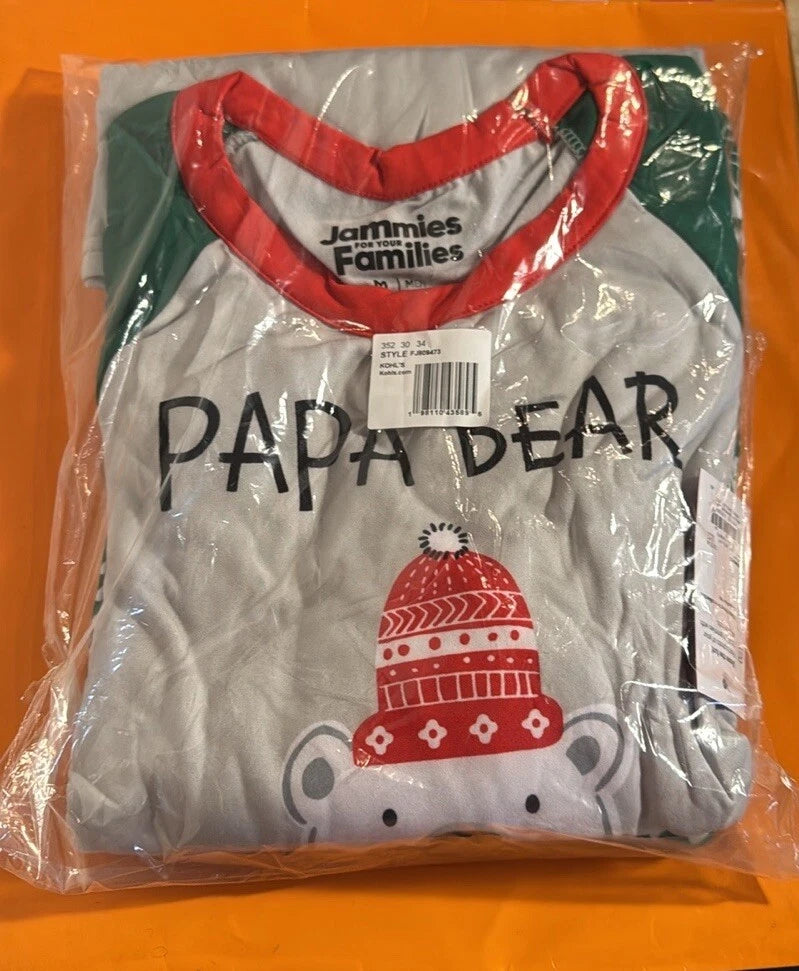 Jammies
FOR YOUR
Families
M
352 30 34
STYLE FJ809473
KOHL'S
Kohls.com
PAPA BEAR